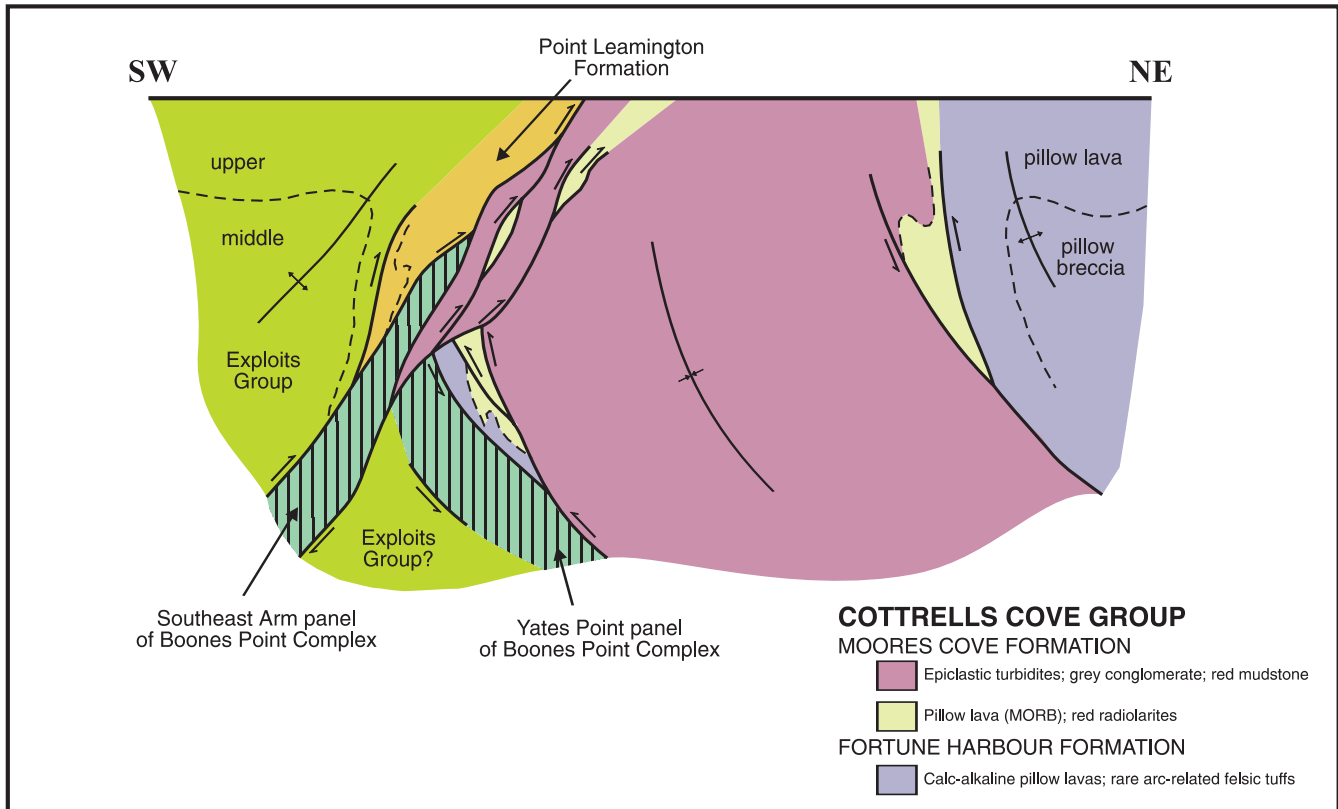 SW
Point Leamington
Formation
NE
upper
middle
Exploits
Group
pillow lava
pillow
breccia
Exploits
Group?
Southeast Arm panel
of Boones Point Complex
Yates Point panel
of Boones Point Complex
COTTRELLS COVE GROUP
MOORES COVE FORMATION
Epiclastic turbidites; grey conglomerate; red mudstone
Pillow lava (MORB); red radiolarites
FORTUNE HARBOUR FORMATION
Calc-alkaline pillow lavas; rare arc-related felsic tuffs